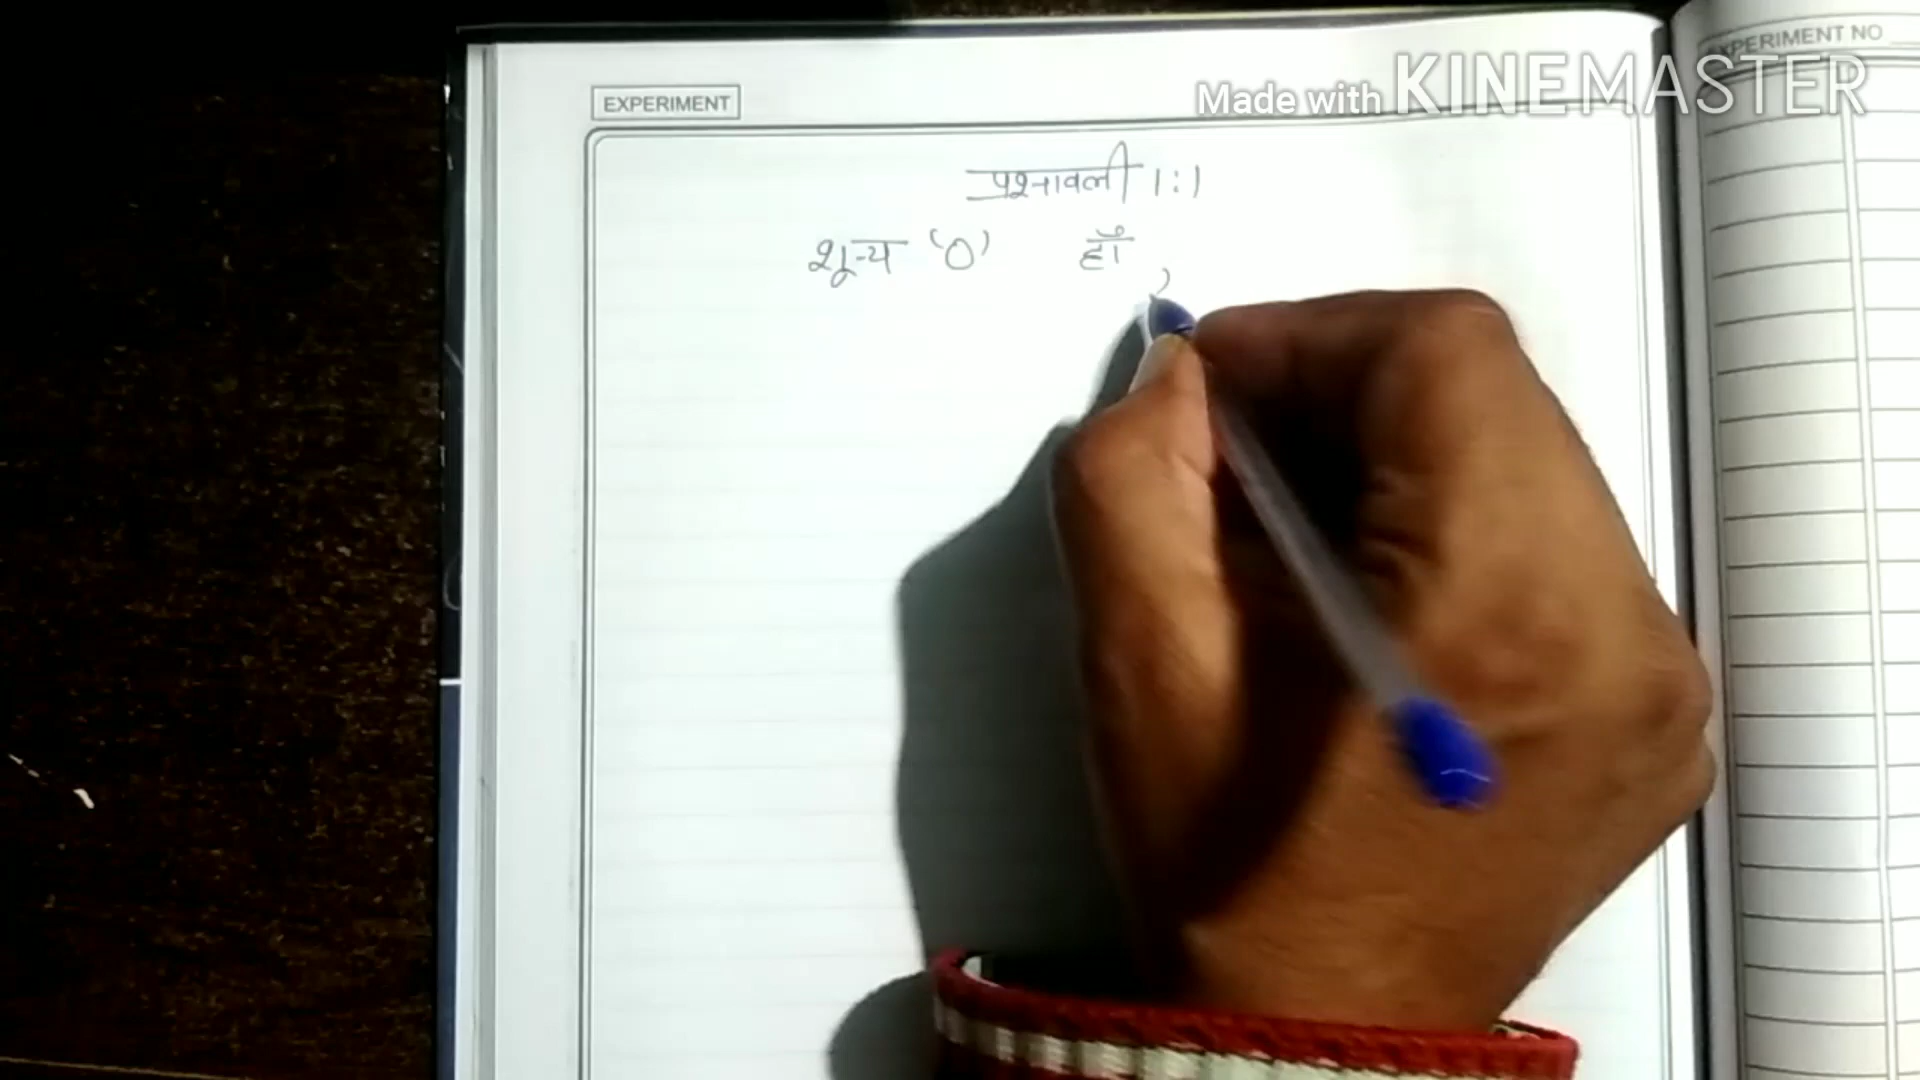 EXPERIMENT
EXPERIMENT NO
Made with KINEMASTER
प्रश्नावली 1:1
शून्य '0' हाँ,